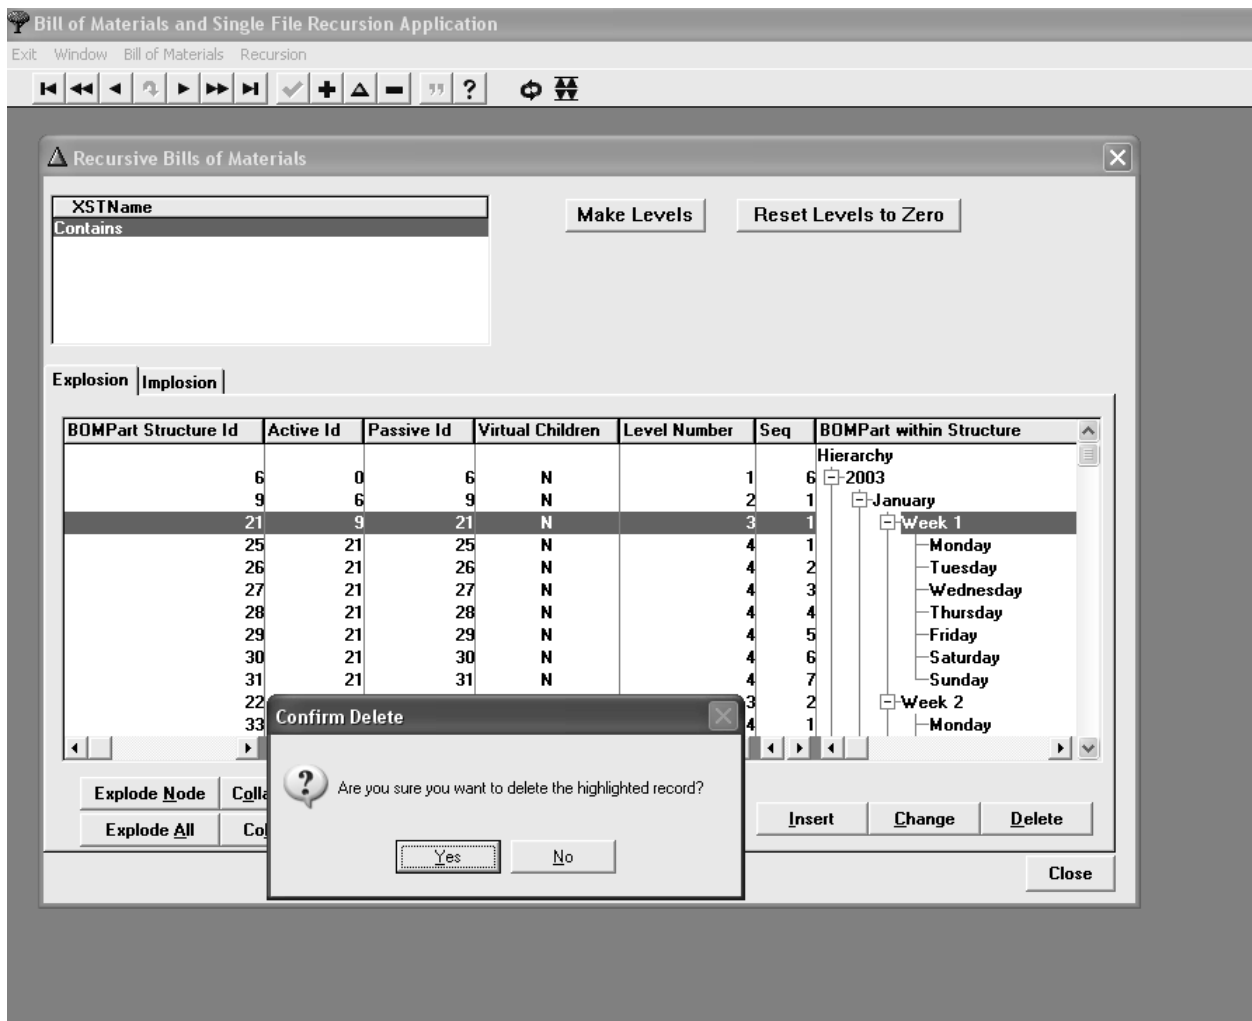 Bill of Materials and Single File Recursion Application
Exit Window Bill of Materials Recursion
?
Recursive Bills of Materials
XSTName
Contains
Make Levels Reset Levels to Zero
Explosion Implosion
BOMPart Structure Id Active Id Passive Id Virtual Children Level Number Seq BOMPart within Structure
Hierarchy
6 0 6 N 1 6 2003
9 6 9 N 2 1 January
21 9 21 N 3 1 Week 1
25 21 25 N 4 1 Monday
26 21 26 N 4 2 Tuesday
27 21 27 N 4 3 Wednesday
28 21 28 N 4 4 Thursday
29 21 29 N 4 5 Friday
30 21 30 N 4 6 Saturday
31 21 31 N 4 7 Sunday
22 3 2 Week 2
33 4 1 Monday
Confirm Delete
Are you sure you want to delete the highlighted record?
Yes No
Explode Node
Explode All
Insert Change Delete
Close